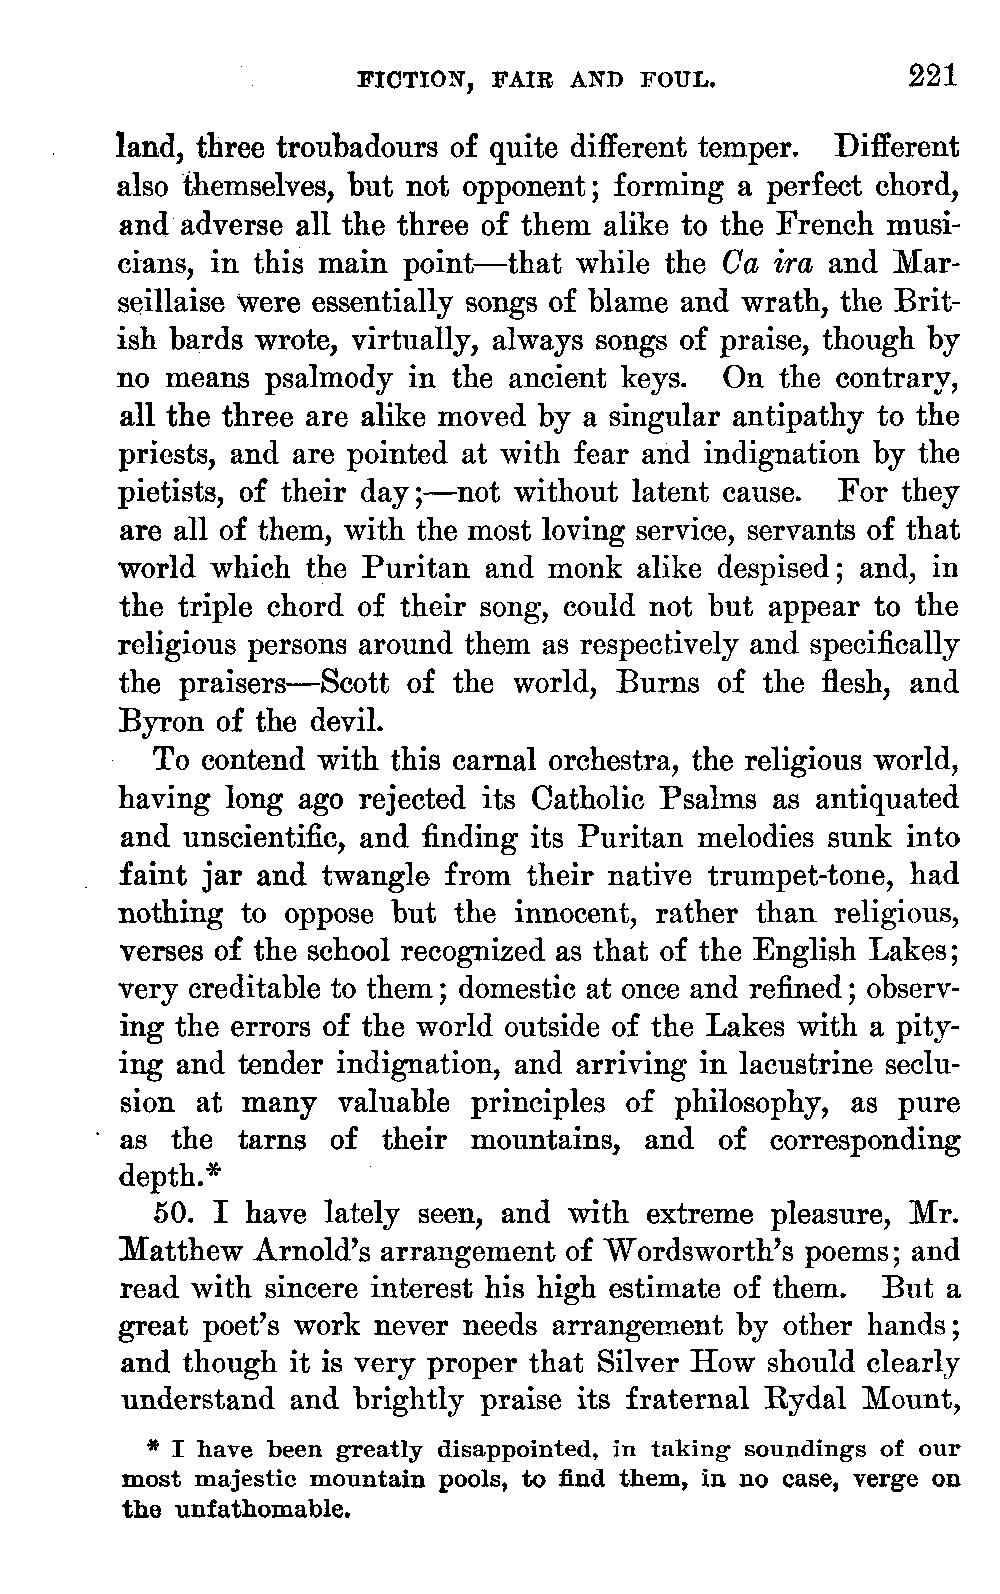 FICTION, FAIR AND FOUL. 221
land, three troubadours of quite different temper. Different
also themselves, but not opponent; forming a perfect chord,
and adverse all the three of them alike to the French musi-
cians, in this main point—that while the Ca ira and Mar-
seillaise were essentially songs of blame and wrath, the Brit-
ish bards wrote, virtually, always songs of praise, though by
no means psalmody in the ancient keys. On the contrary,
all the three are alike moved by a singular antipathy to the
priests, and are pointed at with fear and indignation by the
pietists, of their day;—not without latent cause. For they
are all of them, with the most loving service, servants of that
world which the Puritan and monk alike despised; and, in
the triple chord of their song, could not but appear to the
religious persons around them as respectively and specifically
the praisers—Scott of the world, Burns of the flesh, and
Byron of the devil.
To contend with this carnal orchestra, the religious world,
having long ago rejected its Catholic Psalms as antiquated
and unscientific, and finding its Puritan melodies sunk into
faint jar and twangle from their native trumpet-tone, had
nothing to oppose but the innocent, rather than religious,
verses of the school recognized as that of the English Lakes;
very creditable to them; domestic at once and refined; observ-
ing the errors of the world outside of the Lakes with a pity-
ing and tender indignation, and arriving in lacustrine seclu-
sion at many valuable principles of philosophy, as pure
as the tarns of their mountains, and of corresponding
depth.*
50. I have lately seen, and with extreme pleasure, Mr.
Matthew Arnold's arrangement of Wordsworth's poems; and
read with sincere interest his high estimate of them. But a
great poet's work never needs arrangement by other hands;
and though it is very proper that Silver How should clearly
understand and brightly praise its fraternal Rydal Mount,
* I have been greatly disappointed, in taking soundings of our
most majestic mountain pools, to find them, in no case, verge on
the unfathomable.